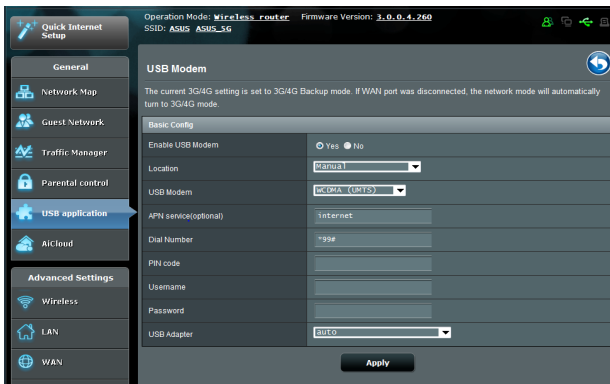 Quick Internet
Setup
Operation Mode: Wireless router Firmware Version: 3.0.0.4.260
SSID: ASUS ASUS_5G
General
Network Map
Guest Network
Traffic Manager
Parental control
USB application
AiCloud
Advanced Settings
Wireless
LAN
WAN
USB Modem
The current 3G/4G setting is set to 3G/4G Backup mode. If WAN port was disconnected, the network mode will automatically
turn to 3G/4G mode.
Basic Config
Enable USB Modem Yes No
Location Manual
USB Modem WCDMA (UMTS)
APN service(optional) internet
Dial Number *99#
PIN code
Username
Password
USB Adapter auto
Apply